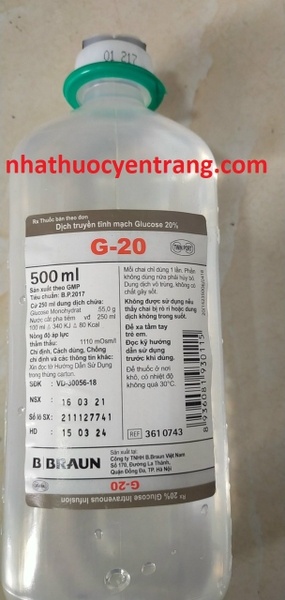 01 217
nhathuocyentrang.com
Rx Thuốc bán theo đơn
Dịch truyền tĩnh mạch Glucose 20%
G-20
TWIN PORT
500 ml
Sản xuất theo GMP
Tiêu chuẩn: B.P.2017
Cứ 250 ml dung dịch chứa:
Glucose Monohydrat 55,0 g
Nước cất pha tiêm vđ 250 ml
100 ml ≙ 340 KJ ≙ 80 Kcal
Nồng độ áp lực
thẩm thấu: 1110 mOsm/l
Chỉ định, Cách dùng, Chống
chỉ định và các thông tin khác:
Xin đọc tờ Hướng Dẫn Sử Dụng
trong thùng carton.
SĐK : VD-30056-18
NSX : 16 03 21
Số lô SX: 211127741
HD : 15 03 24
Mỗi chai chỉ dùng 1 lần: Phần
không dùng nữa phải hủy bỏ.
Dung dịch vô trùng, không có
chất gây sốt.
Không được sử dụng nếu
thấy chai bị rò rỉ hoặc dung
dịch không trong suốt.
Để xa tầm tay
trẻ em.
Đọc kỹ hướng
dẫn sử dụng
trước khi dùng.
Để thuốc ở nơi
khô, có nhiệt độ
không quá 30°C.
REF 361 0743
8 936081 930115
B|BRAUN
Sản xuất tại:
Công ty TNHH B.Braun Việt Nam
Số 170, Đường La Thành,
Quận Đống Đa, TP. Hà Nội
G-20
Rx 20% Glucose Intravenous Infusion